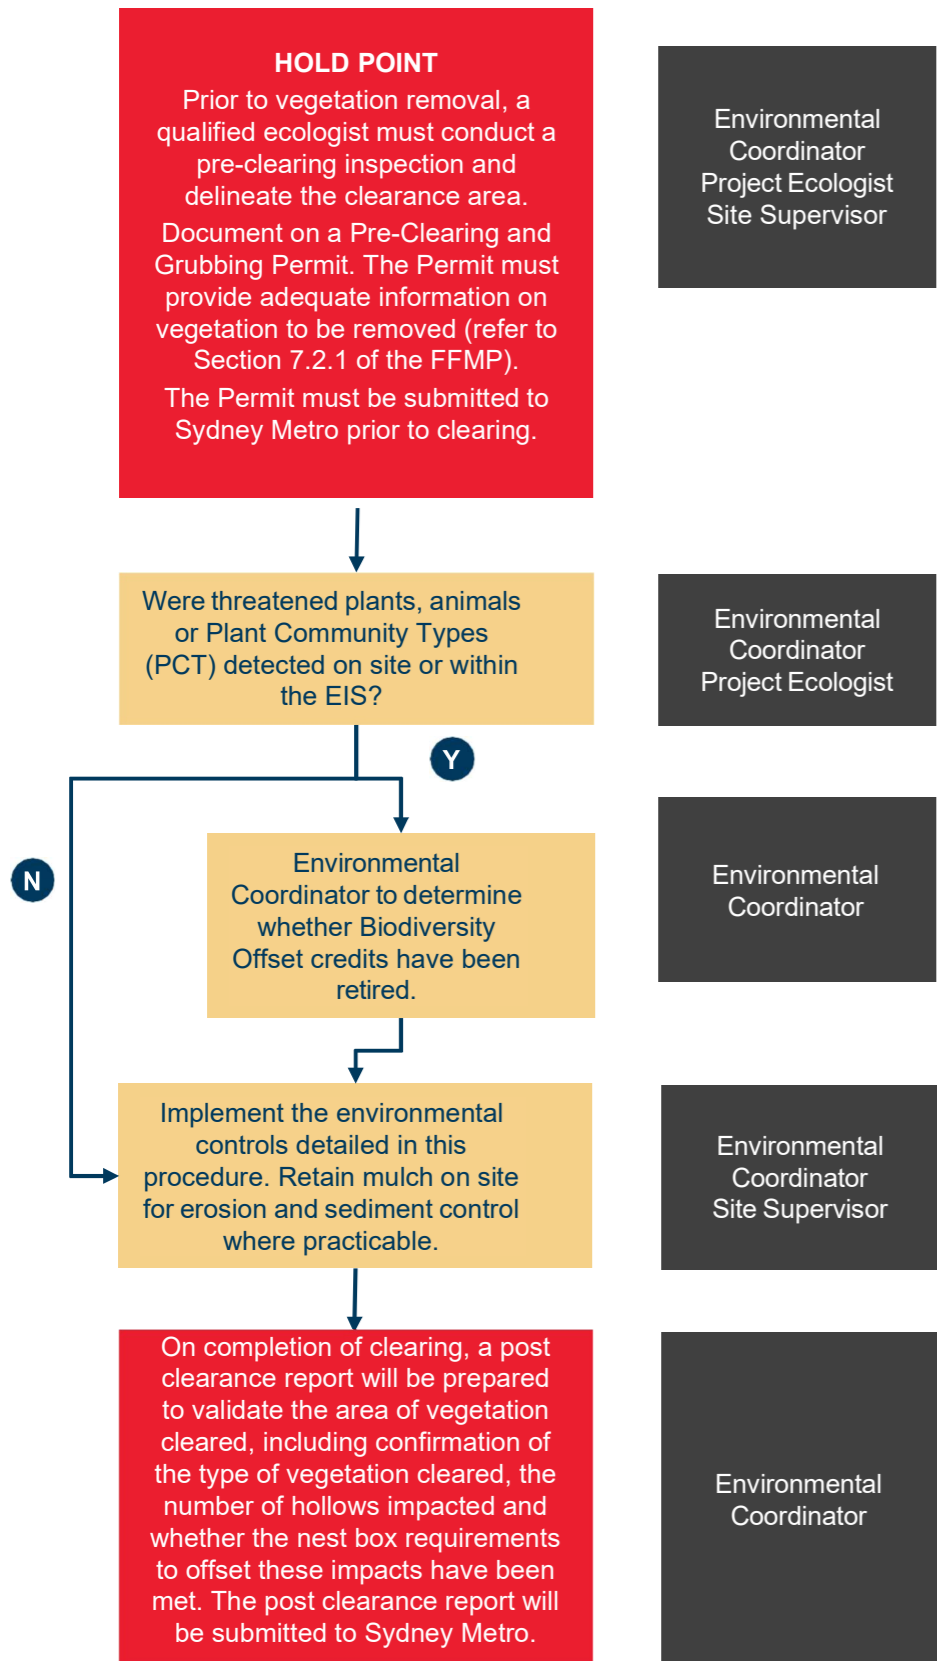 HOLD POINT
Prior to vegetation removal, a
qualified ecologist must conduct a
pre-clearing inspection and
delineate the clearance area.
Document on a Pre-Clearing and
Grubbing Permit. The Permit must
provide adequate information on
vegetation to be removed (refer to
Section 7.2.1 of the FFMP).
The Permit must be submitted to
Sydney Metro prior to clearing.
Environmental
Coordinator
Project Ecologist
Site Supervisor
Were threatened plants, animals
or Plant Community Types
(PCT) detected on site or within
the EIS?
Environmental
Coordinator
Project Ecologist
Y
N
Environmental
Coordinator to determine
whether Biodiversity
Offset credits have been
retired.
Environmental
Coordinator
Implement the environmental
controls detailed in this
procedure. Retain mulch on site
for erosion and sediment control
where practicable.
Environmental
Coordinator
Site Supervisor
On completion of clearing, a post
clearance report will be prepared
to validate the area of vegetation
cleared, including confirmation of
the type of vegetation cleared, the
number of hollows impacted and
whether the nest box requirements
to offset these impacts have been
met. The post clearance report will
be submitted to Sydney Metro.
Environmental
Coordinator